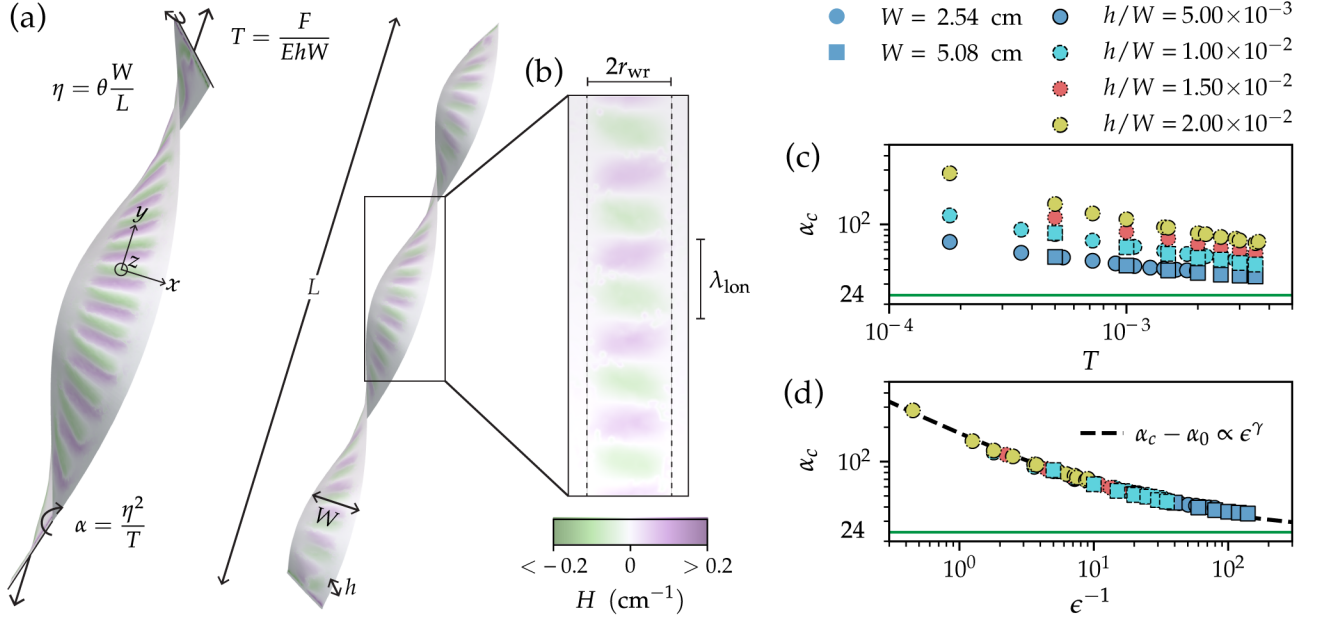 (a)
T = F/EhW
η = θ W/L
y
z
x
L
W
h
α = η²/T
(b)
2r_wr
λ_lon
< −0.2 0 > 0.2
H (cm⁻¹)
W = 2.54 cm
W = 5.08 cm
h/W = 5.00×10⁻³
h/W = 1.00×10⁻²
h/W = 1.50×10⁻²
h/W = 2.00×10⁻²
(c)
α_c
10²
24
10⁻⁴ 10⁻³
T
(d)
α_c − α₀ ∝ ϵ^γ
α_c
10²
24
10⁰ 10¹ 10²
ϵ⁻¹